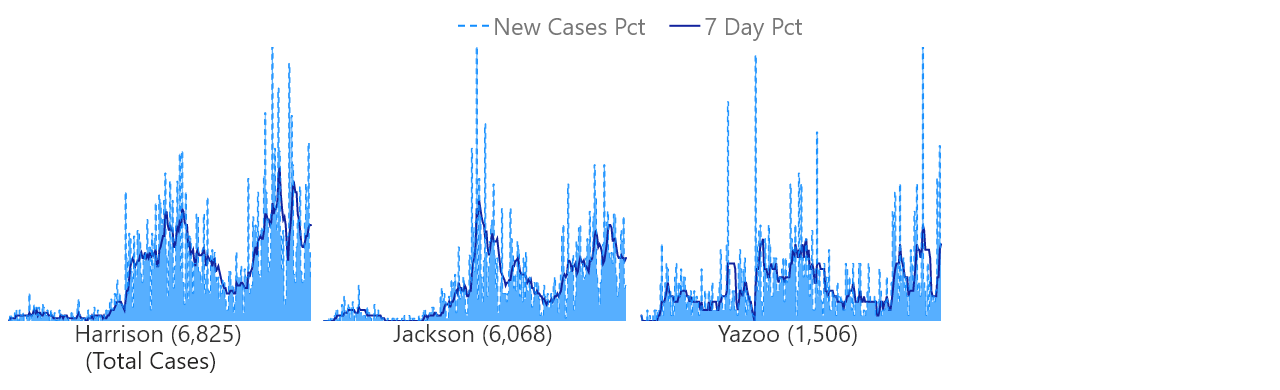 New Cases Pct 7 Day Pct
Harrison (6,825) Jackson (6,068) Yazoo (1,506)
(Total Cases)